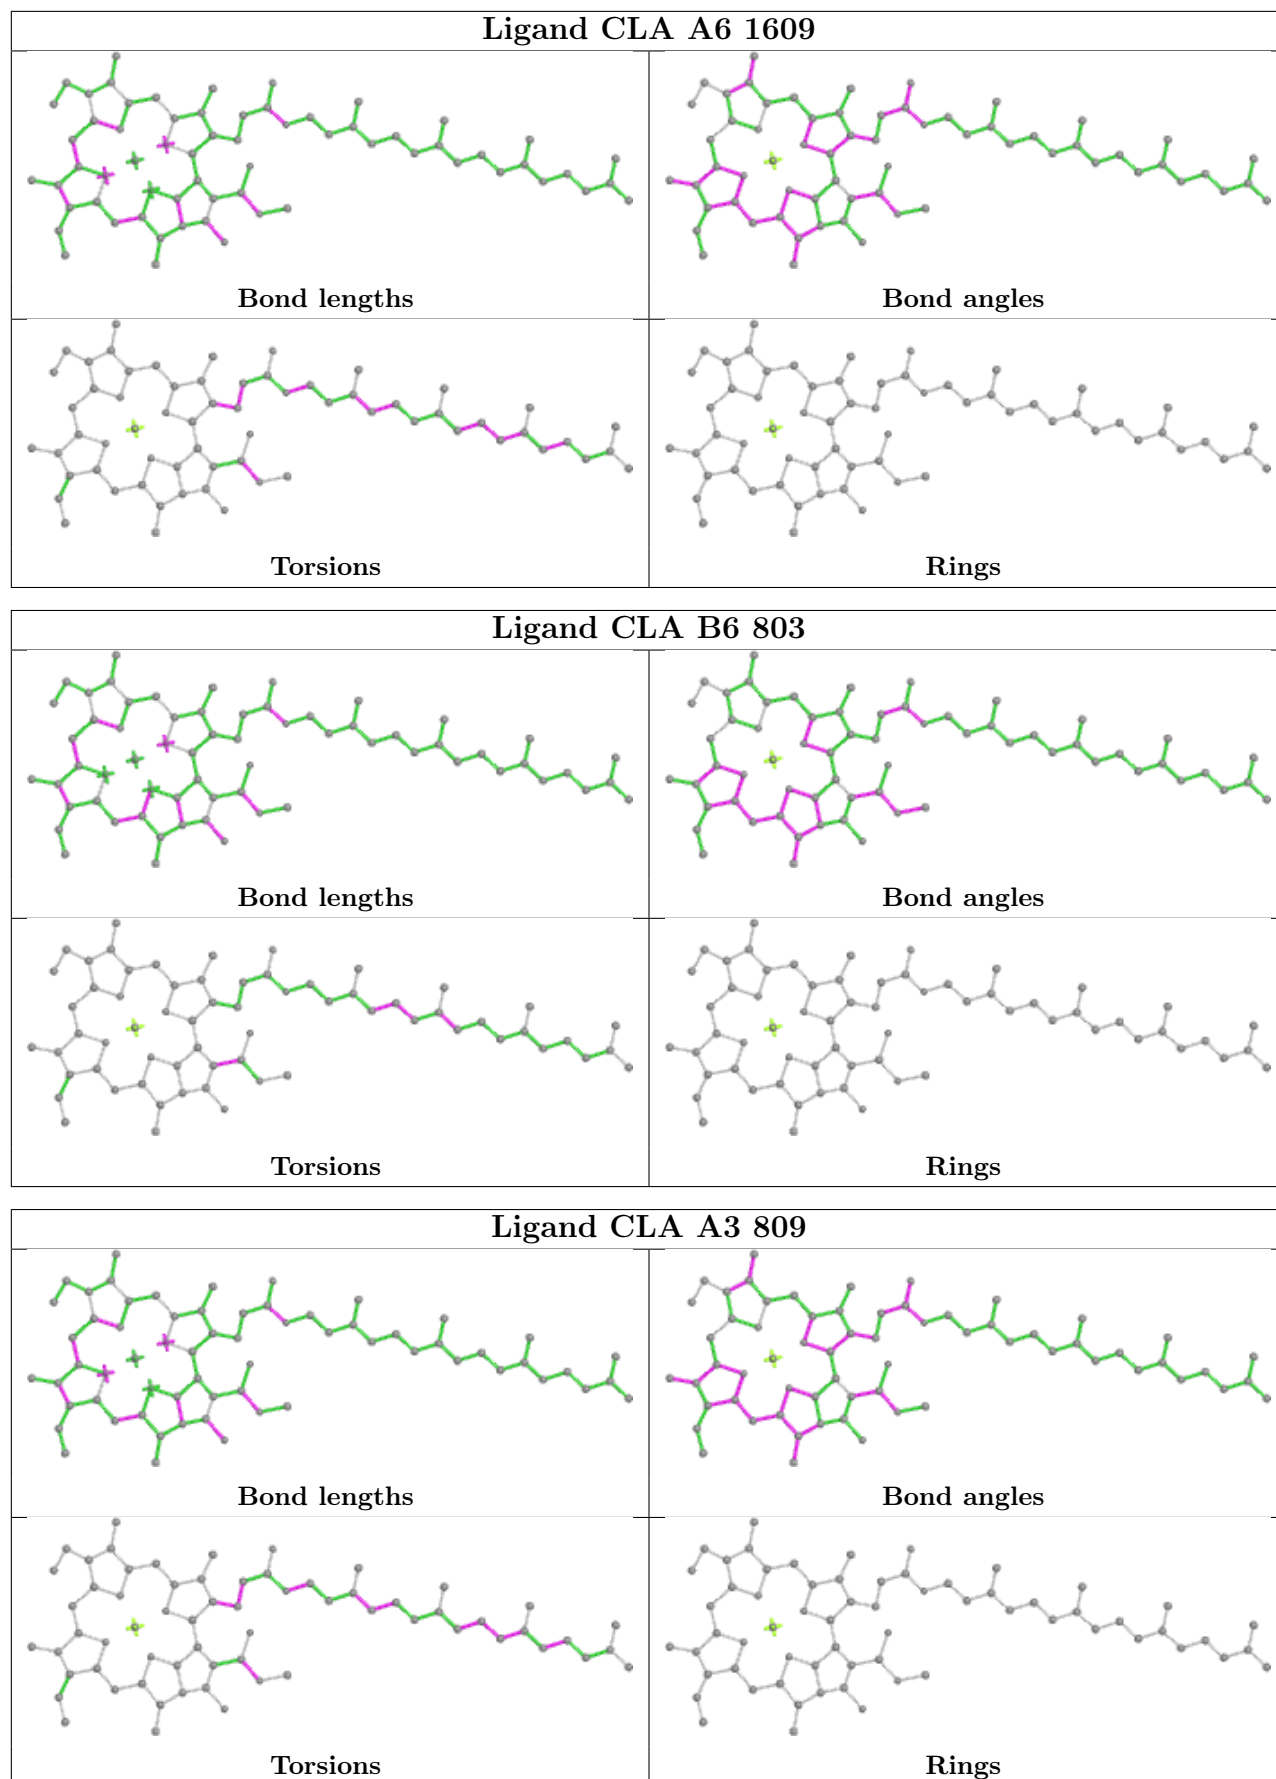 Ligand CLA A6 1609
Bond lengths
Bond angles
Torsions
Rings
Ligand CLA B6 803
Bond lengths
Bond angles
Torsions
Rings
Ligand CLA A3 809
Bond lengths
Bond angles
Torsions
Rings